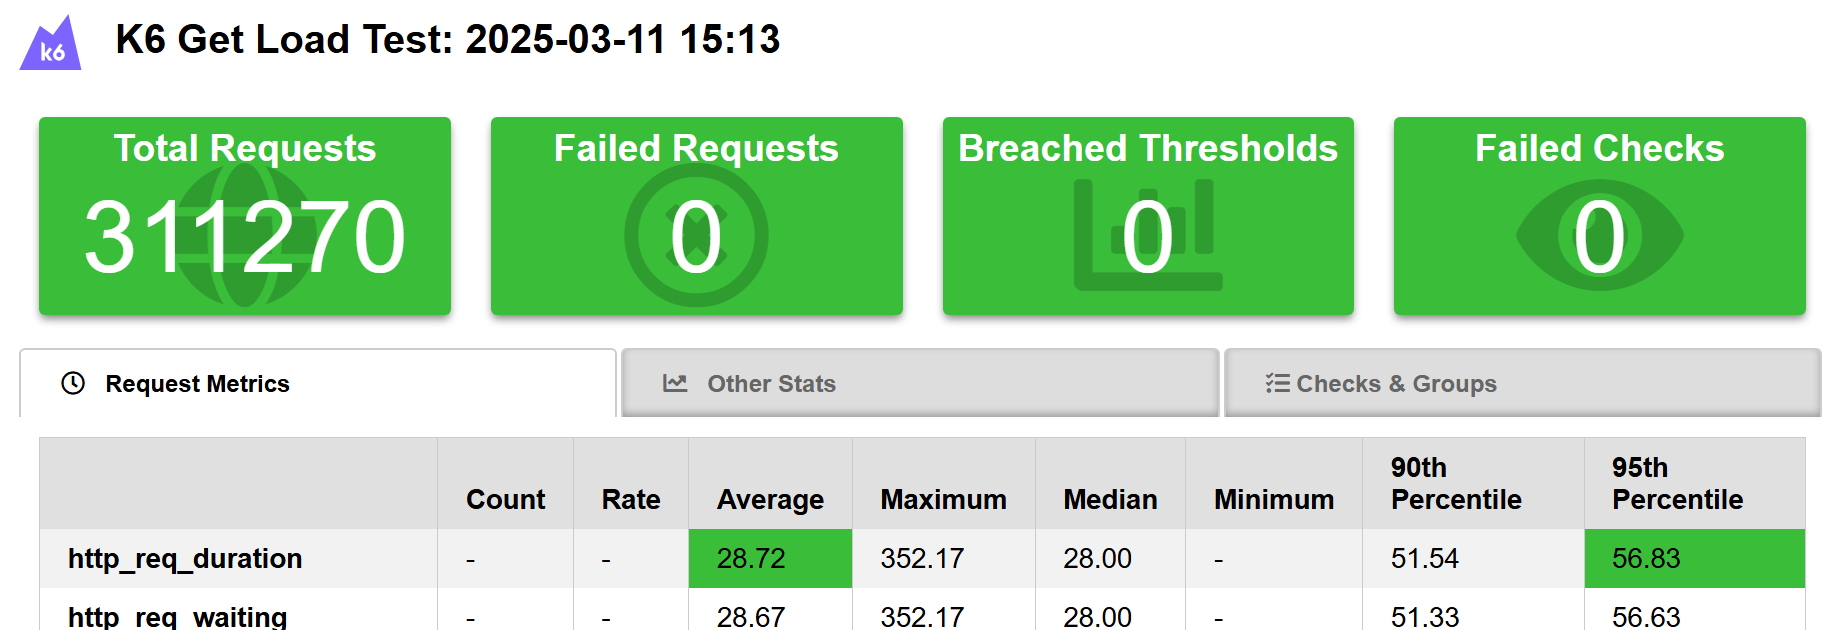 k6
K6 Get Load Test: 2025-03-11 15:13
Total Requests
311270
Failed Requests
0
Breached Thresholds
0
Failed Checks
0
Request Metrics
Other Stats
Checks & Groups
Count Rate Average Maximum Median Minimum 90th Percentile 95th Percentile
http_req_duration - - 28.72 352.17 28.00 - 51.54 56.83
http_req_waiting - - 28.67 352.17 28.00 - 51.33 56.63